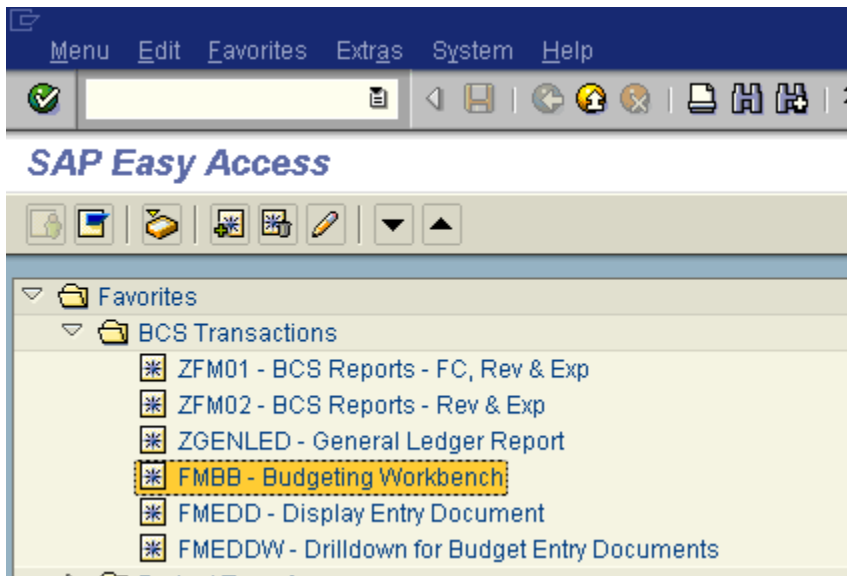 Menu Edit Favorites Extras System Help
SAP Easy Access
Favorites
BCS Transactions
ZFM01 - BCS Reports - FC, Rev & Exp
ZFM02 - BCS Reports - Rev & Exp
ZGENLED - General Ledger Report
FMBB - Budgeting Workbench
FMEDD - Display Entry Document
FMEDDW - Drilldown for Budget Entry Documents